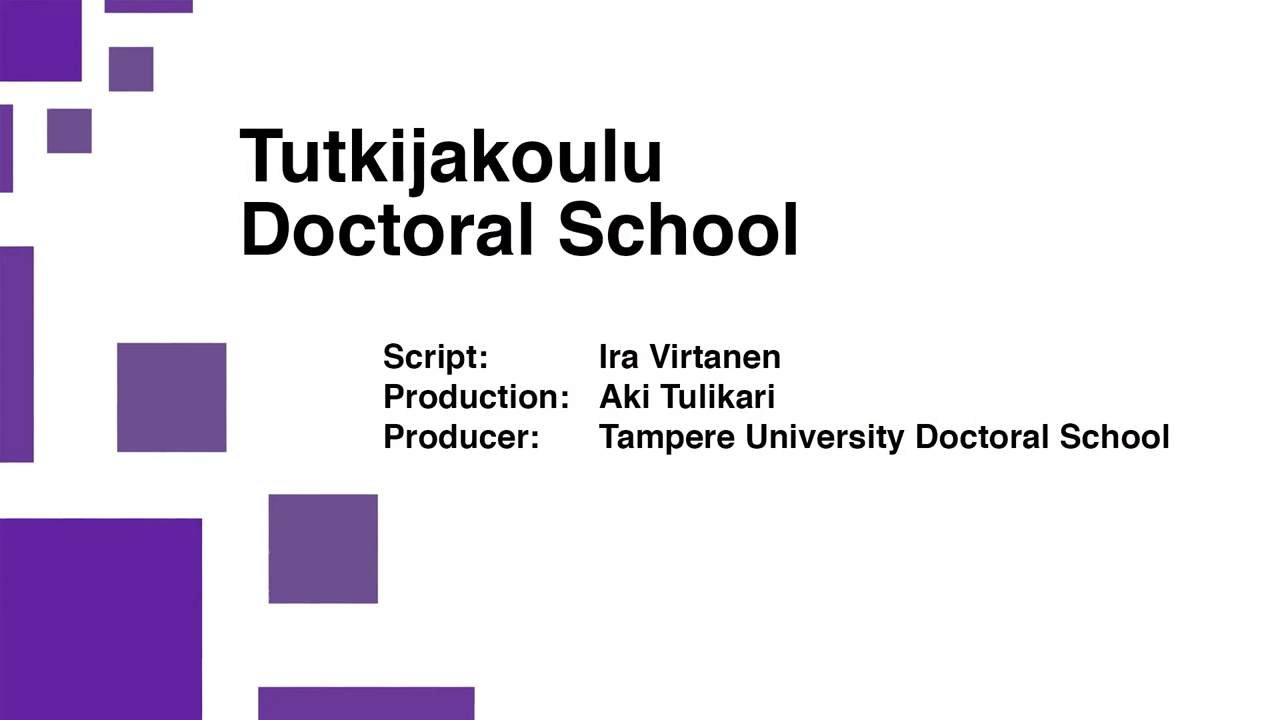 Tutkijakoulu
Doctoral School
Script: Ira Virtanen
Production: Aki Tulikari
Producer: Tampere University Doctoral School